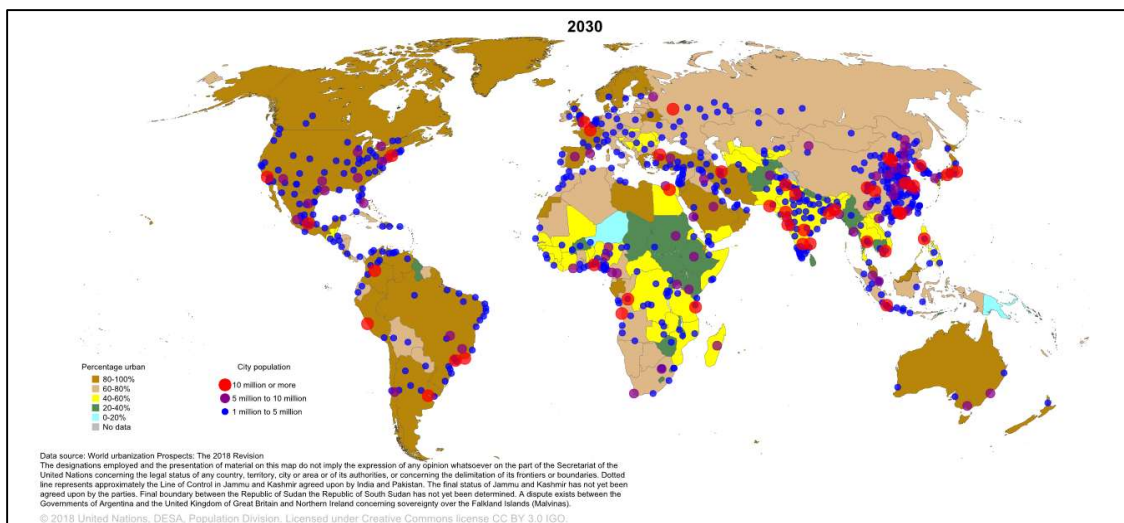 2030
Percentage urban
80-100%
60-80%
40-60%
20-40%
0-20%
No data
City population
10 million or more
5 million to 10 million
1 million to 5 million
Data source: World urbanization Prospects: The 2018 Revision
The designations employed and the presentation of material on this map do not imply the expression of any opinion whatsoever on the part of the Secretariat of the
United Nations concerning the legal status of any country, territory, city or area or of its authorities, or concerning the delimitation of its frontiers or boundaries. Dotted
line represents approximately the Line of Control in Jammu and Kashmir agreed upon by India and Pakistan. The final status of Jammu and Kashmir has not yet been
agreed upon by the parties. Final boundary between the Republic of Sudan the Republic of South Sudan has not yet been determined. A dispute exists between the
Governments of Argentina and the United Kingdom of Great Britain and Northern Ireland concerning sovereignty over the Falkland Islands (Malvinas).
© 2018 United Nations, DESA, Population Division. Licensed under Creative Commons license CC BY 3.0 IGO.